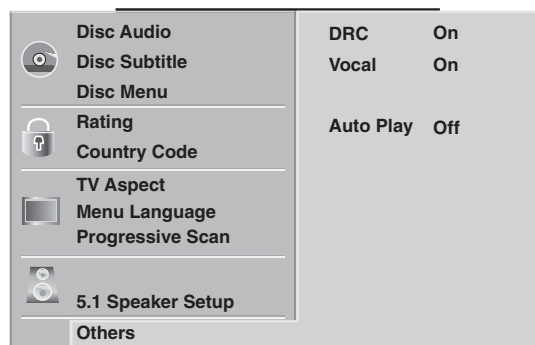 Disc Audio
Disc Subtitle
Disc Menu
Rating
Country Code
TV Aspect
Menu Language
Progressive Scan
5.1 Speaker Setup
Others
DRC On
Vocal On
Auto Play Off